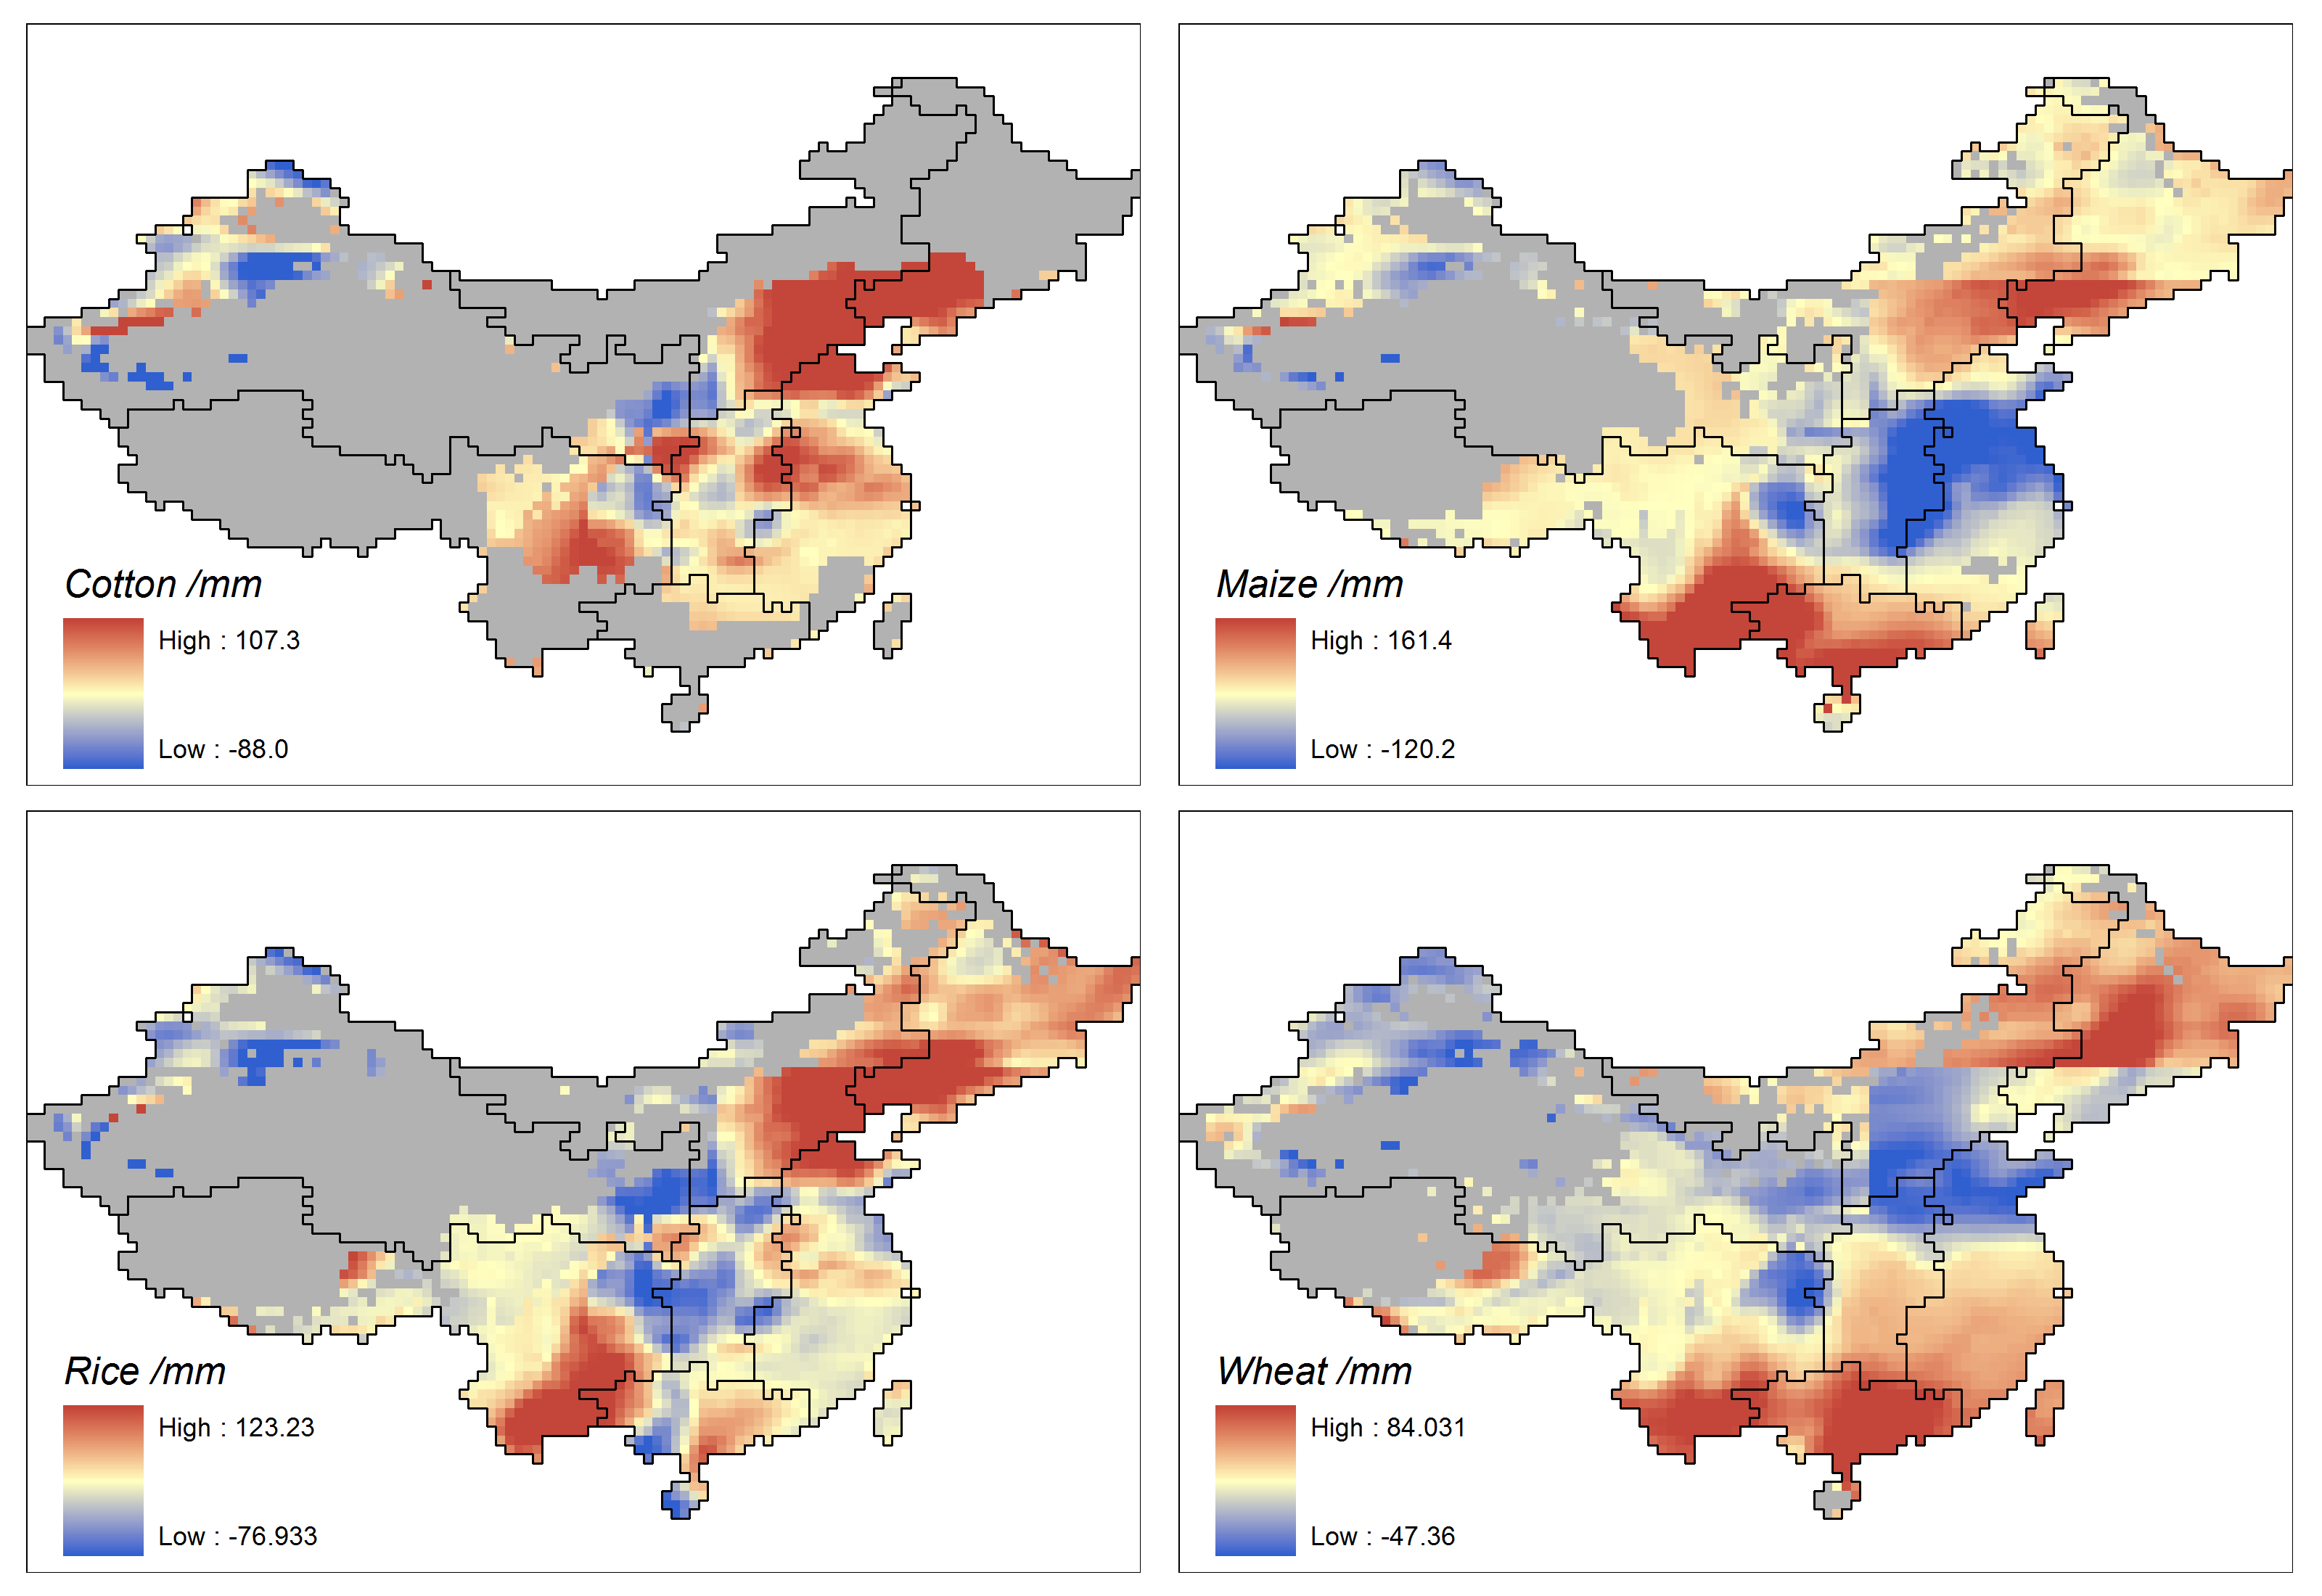 Cotton /mm
High : 107.3
Low : -88.0
Maize /mm
High : 161.4
Low : -120.2
Rice /mm
High : 123.23
Low : -76.933
Wheat /mm
High : 84.031
Low : -47.36